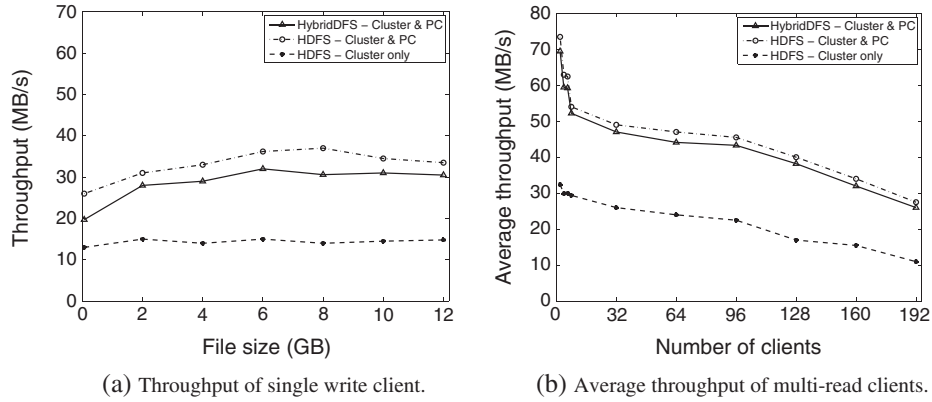 70
60
50
40
30
20
10
0
Throughput (MB/s)
HybridDFS – Cluster & PC
HDFS – Cluster & PC
HDFS – Cluster only
0 2 4 6 8 10 12
File size (GB)
(a) Throughput of single write client.
80
70
60
50
40
30
20
10
0
Average throughput (MB/s)
HybridDFS – Cluster & PC
HDFS – Cluster & PC
HDFS – Cluster only
0 32 64 96 128 160 192
Number of clients
(b) Average throughput of multi-read clients.